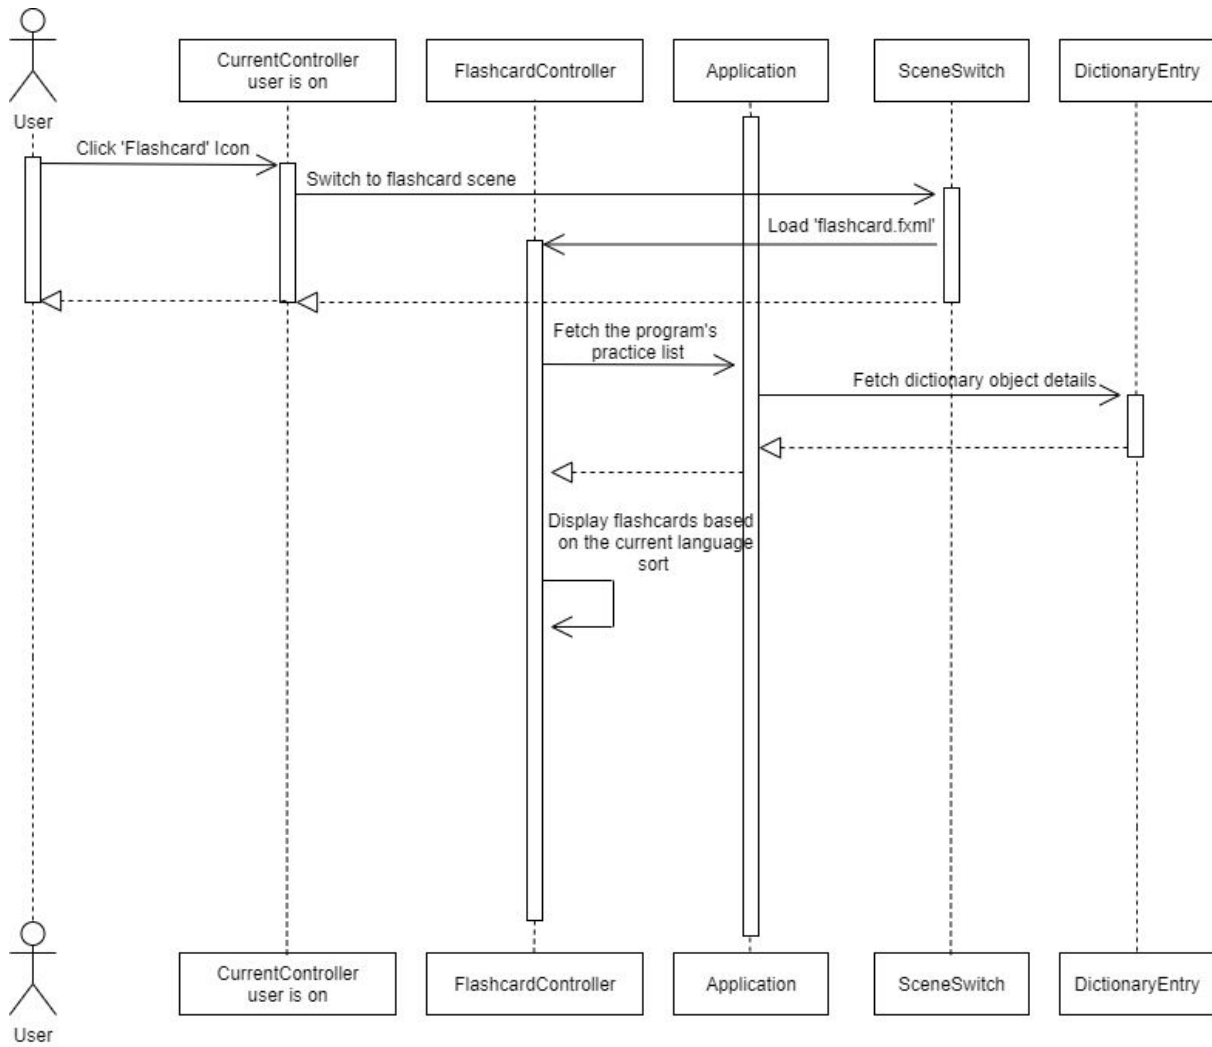 CurrentController
user is on
FlashcardController
Application
SceneSwitch
DictionaryEntry
User
Click 'Flashcard' Icon
Switch to flashcard scene
Load 'flashcard.fxml'
Fetch the program's
practice list
Fetch dictionary object details
Display flashcards based
on the current language
sort
CurrentController
user is on
FlashcardController
Application
SceneSwitch
DictionaryEntry
User